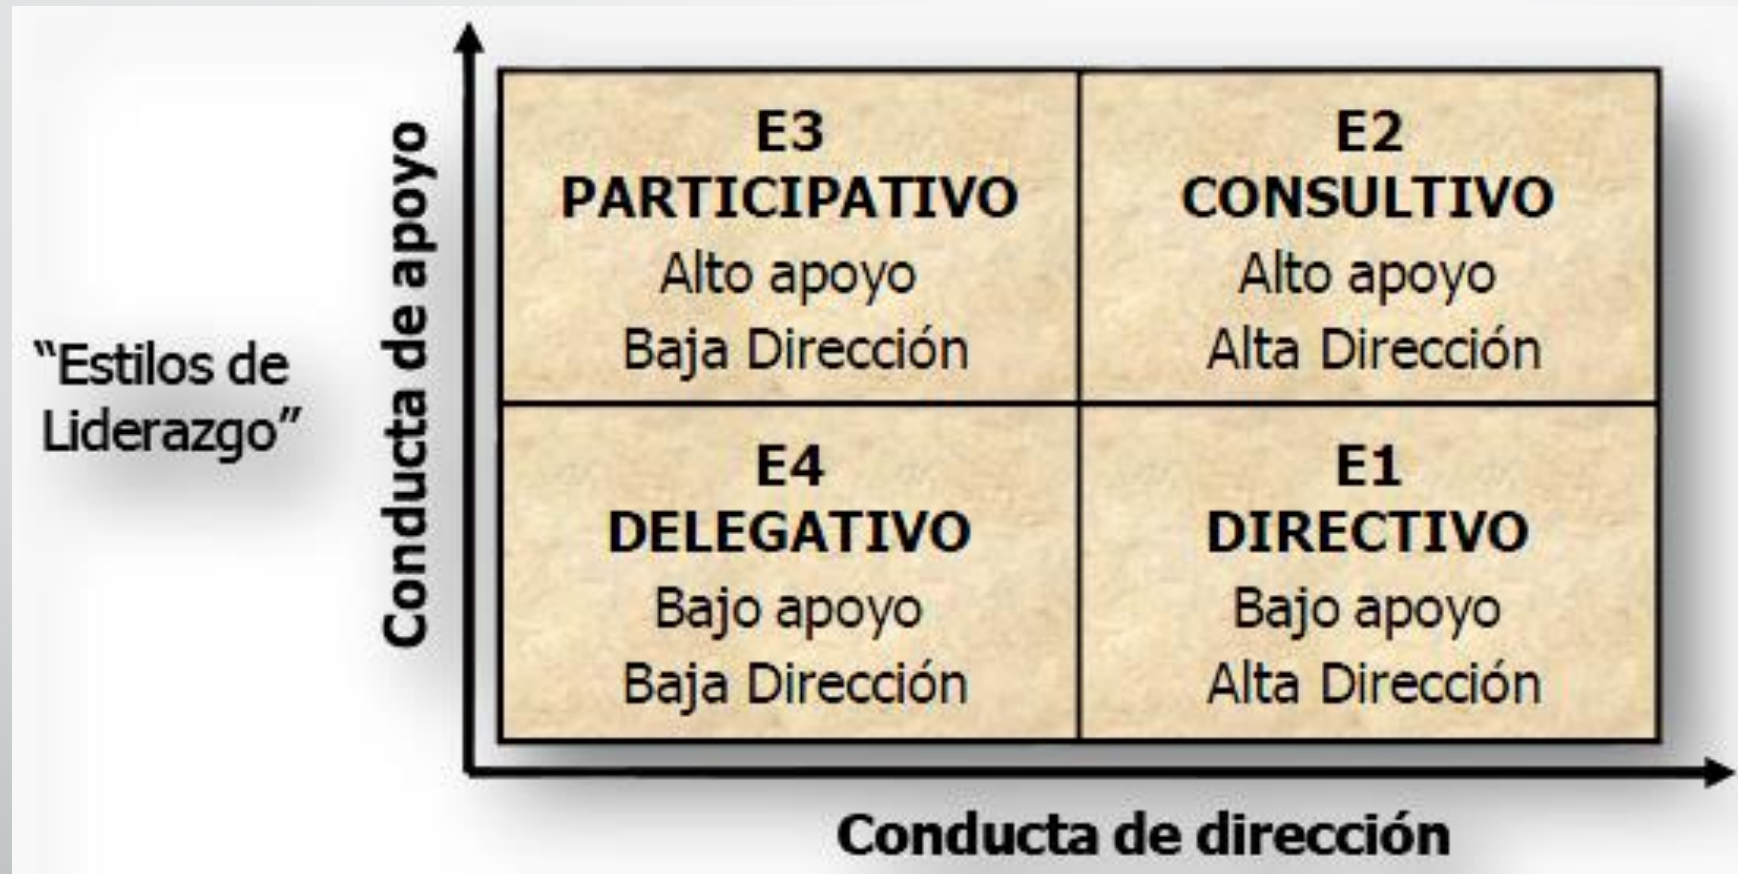 “Estilos de
Liderazgo”
Conducta de apoyo
E3
PARTICIPATIVO
Alto apoyo
Baja Dirección
E2
CONSULTIVO
Alto apoyo
Alta Dirección
E4
DELEGATIVO
Bajo apoyo
Baja Dirección
E1
DIRECTIVO
Bajo apoyo
Alta Dirección
Conducta de dirección